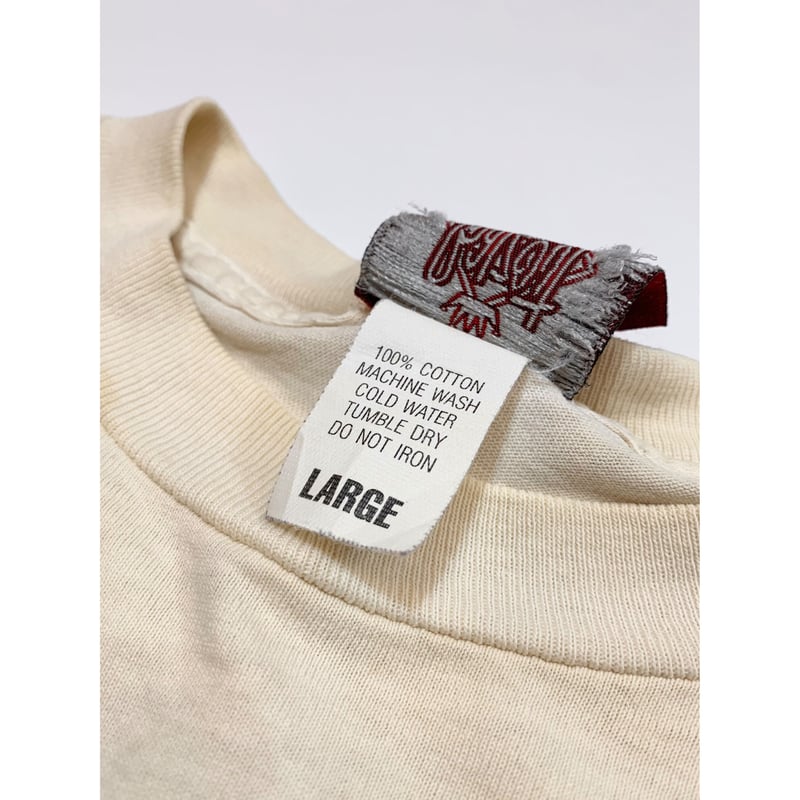 100% COTTON
MACHINE WASH
COLD WATER
TUMBLE DRY
DO NOT IRON
LARGE